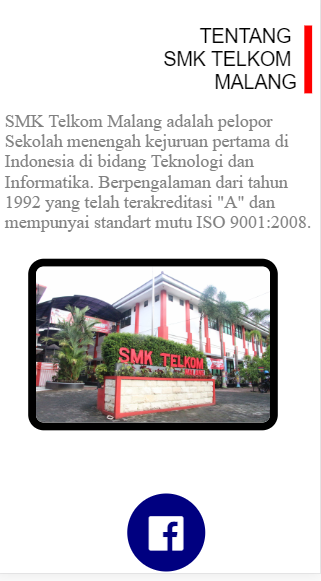 TENTANG
SMK TELKOM
MALANG
SMK Telkom Malang adalah pelopor
Sekolah menengah kejuruan pertama di
Indonesia di bidang Teknologi dan
Informatika. Berpengalaman dari tahun
1992 yang telah terakreditasi "A" dan
mempunyai standart mutu ISO 9001:2008.
SMK TELKOM
MALANG